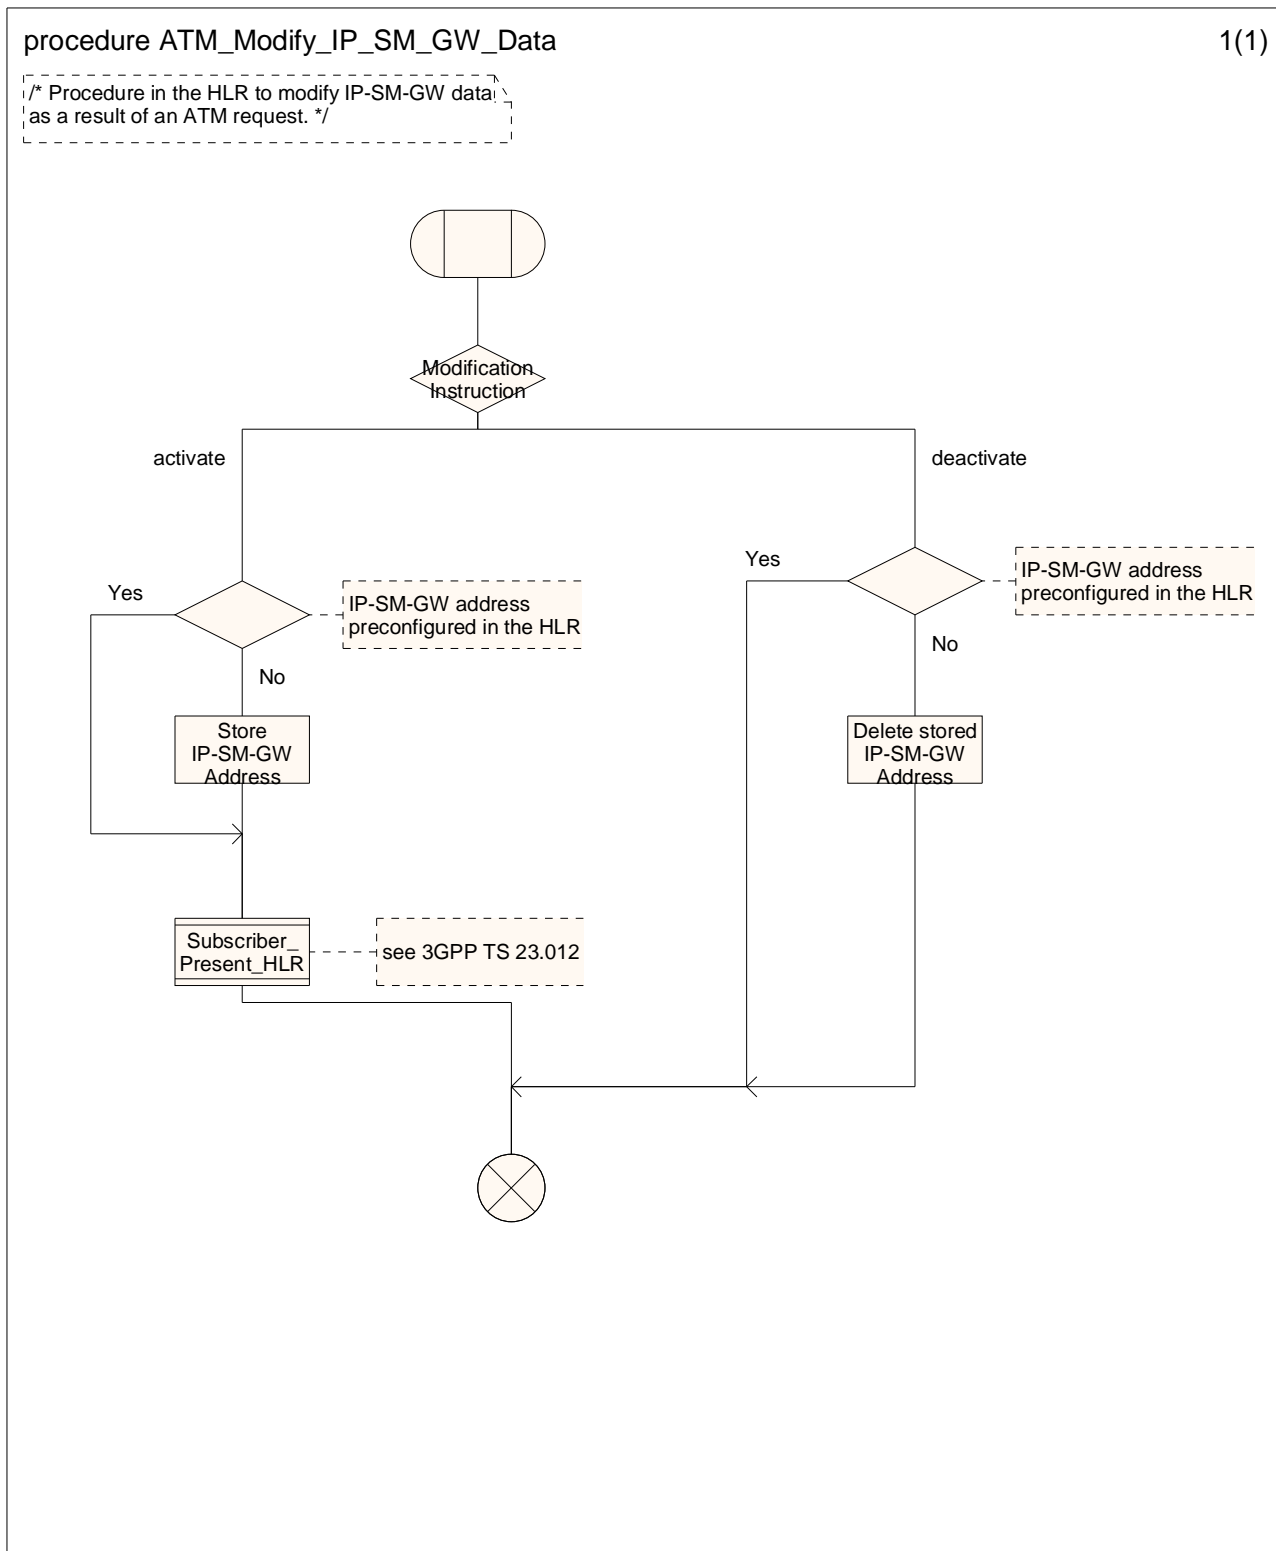 procedure ATM_Modify_IP_SM_GW_Data
1(1)
/* Procedure in the HLR to modify IP-SM-GW data
as a result of an ATM request. */
Modification
Instruction
activate
deactivate
Yes
IP-SM-GW address
preconfigured in the HLR
No
Yes
IP-SM-GW address
preconfigured in the HLR
No
Store
IP-SM-GW
Address
Delete stored
IP-SM-GW
Address
Subscriber_
Present_HLR
see 3GPP TS 23.012